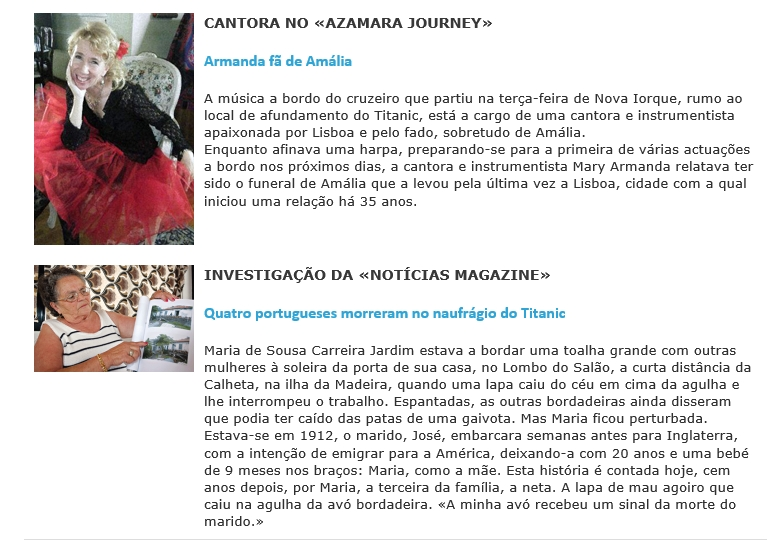 CANTORA NO «AZAMARA JOURNEY»
Armanda fã de Amália
A música a bordo do cruzeiro que partiu na terça-feira de Nova Iorque, rumo ao
local de afundamento do Titanic, está a cargo de uma cantora e instrumentista
apaixonada por Lisboa e pelo fado, sobretudo de Amália.
Enquanto afinava uma harpa, preparando-se para a primeira de várias actuações
a bordo nos próximos dias, a cantora e instrumentista Mary Armanda relatava ter
sido o funeral de Amália que a levou pela última vez a Lisboa, cidade com a qual
iniciou uma relação há 35 anos.
INVESTIGAÇÃO DA «NOTÍCIAS MAGAZINE»
Quatro portugueses morreram no naufrágio do Titanic
Maria de Sousa Carreira Jardim estava a bordar uma toalha grande com outras
mulheres à soleira da porta de sua casa, no Lombo do Salão, a curta distância da
Calheta, na ilha da Madeira, quando uma lapa caiu do céu em cima da agulha e
lhe interrompeu o trabalho. Espantadas, as outras bordadeiras ainda disseram
que podia ter caído das patas de uma gaivota. Mas Maria ficou perturbada.
Estava-se em 1912, o marido, José, embarcara semanas antes para Inglaterra,
com a intenção de emigrar para a América, deixando-a com 20 anos e uma bebé
de 9 meses nos braços: Maria, como a mãe. Esta história é contada hoje, cem
anos depois, por Maria, a terceira da família, a neta. A lapa de mau agoiro que
caiu na agulha da avó bordadeira. «A minha avó recebeu um sinal da morte do
marido.»